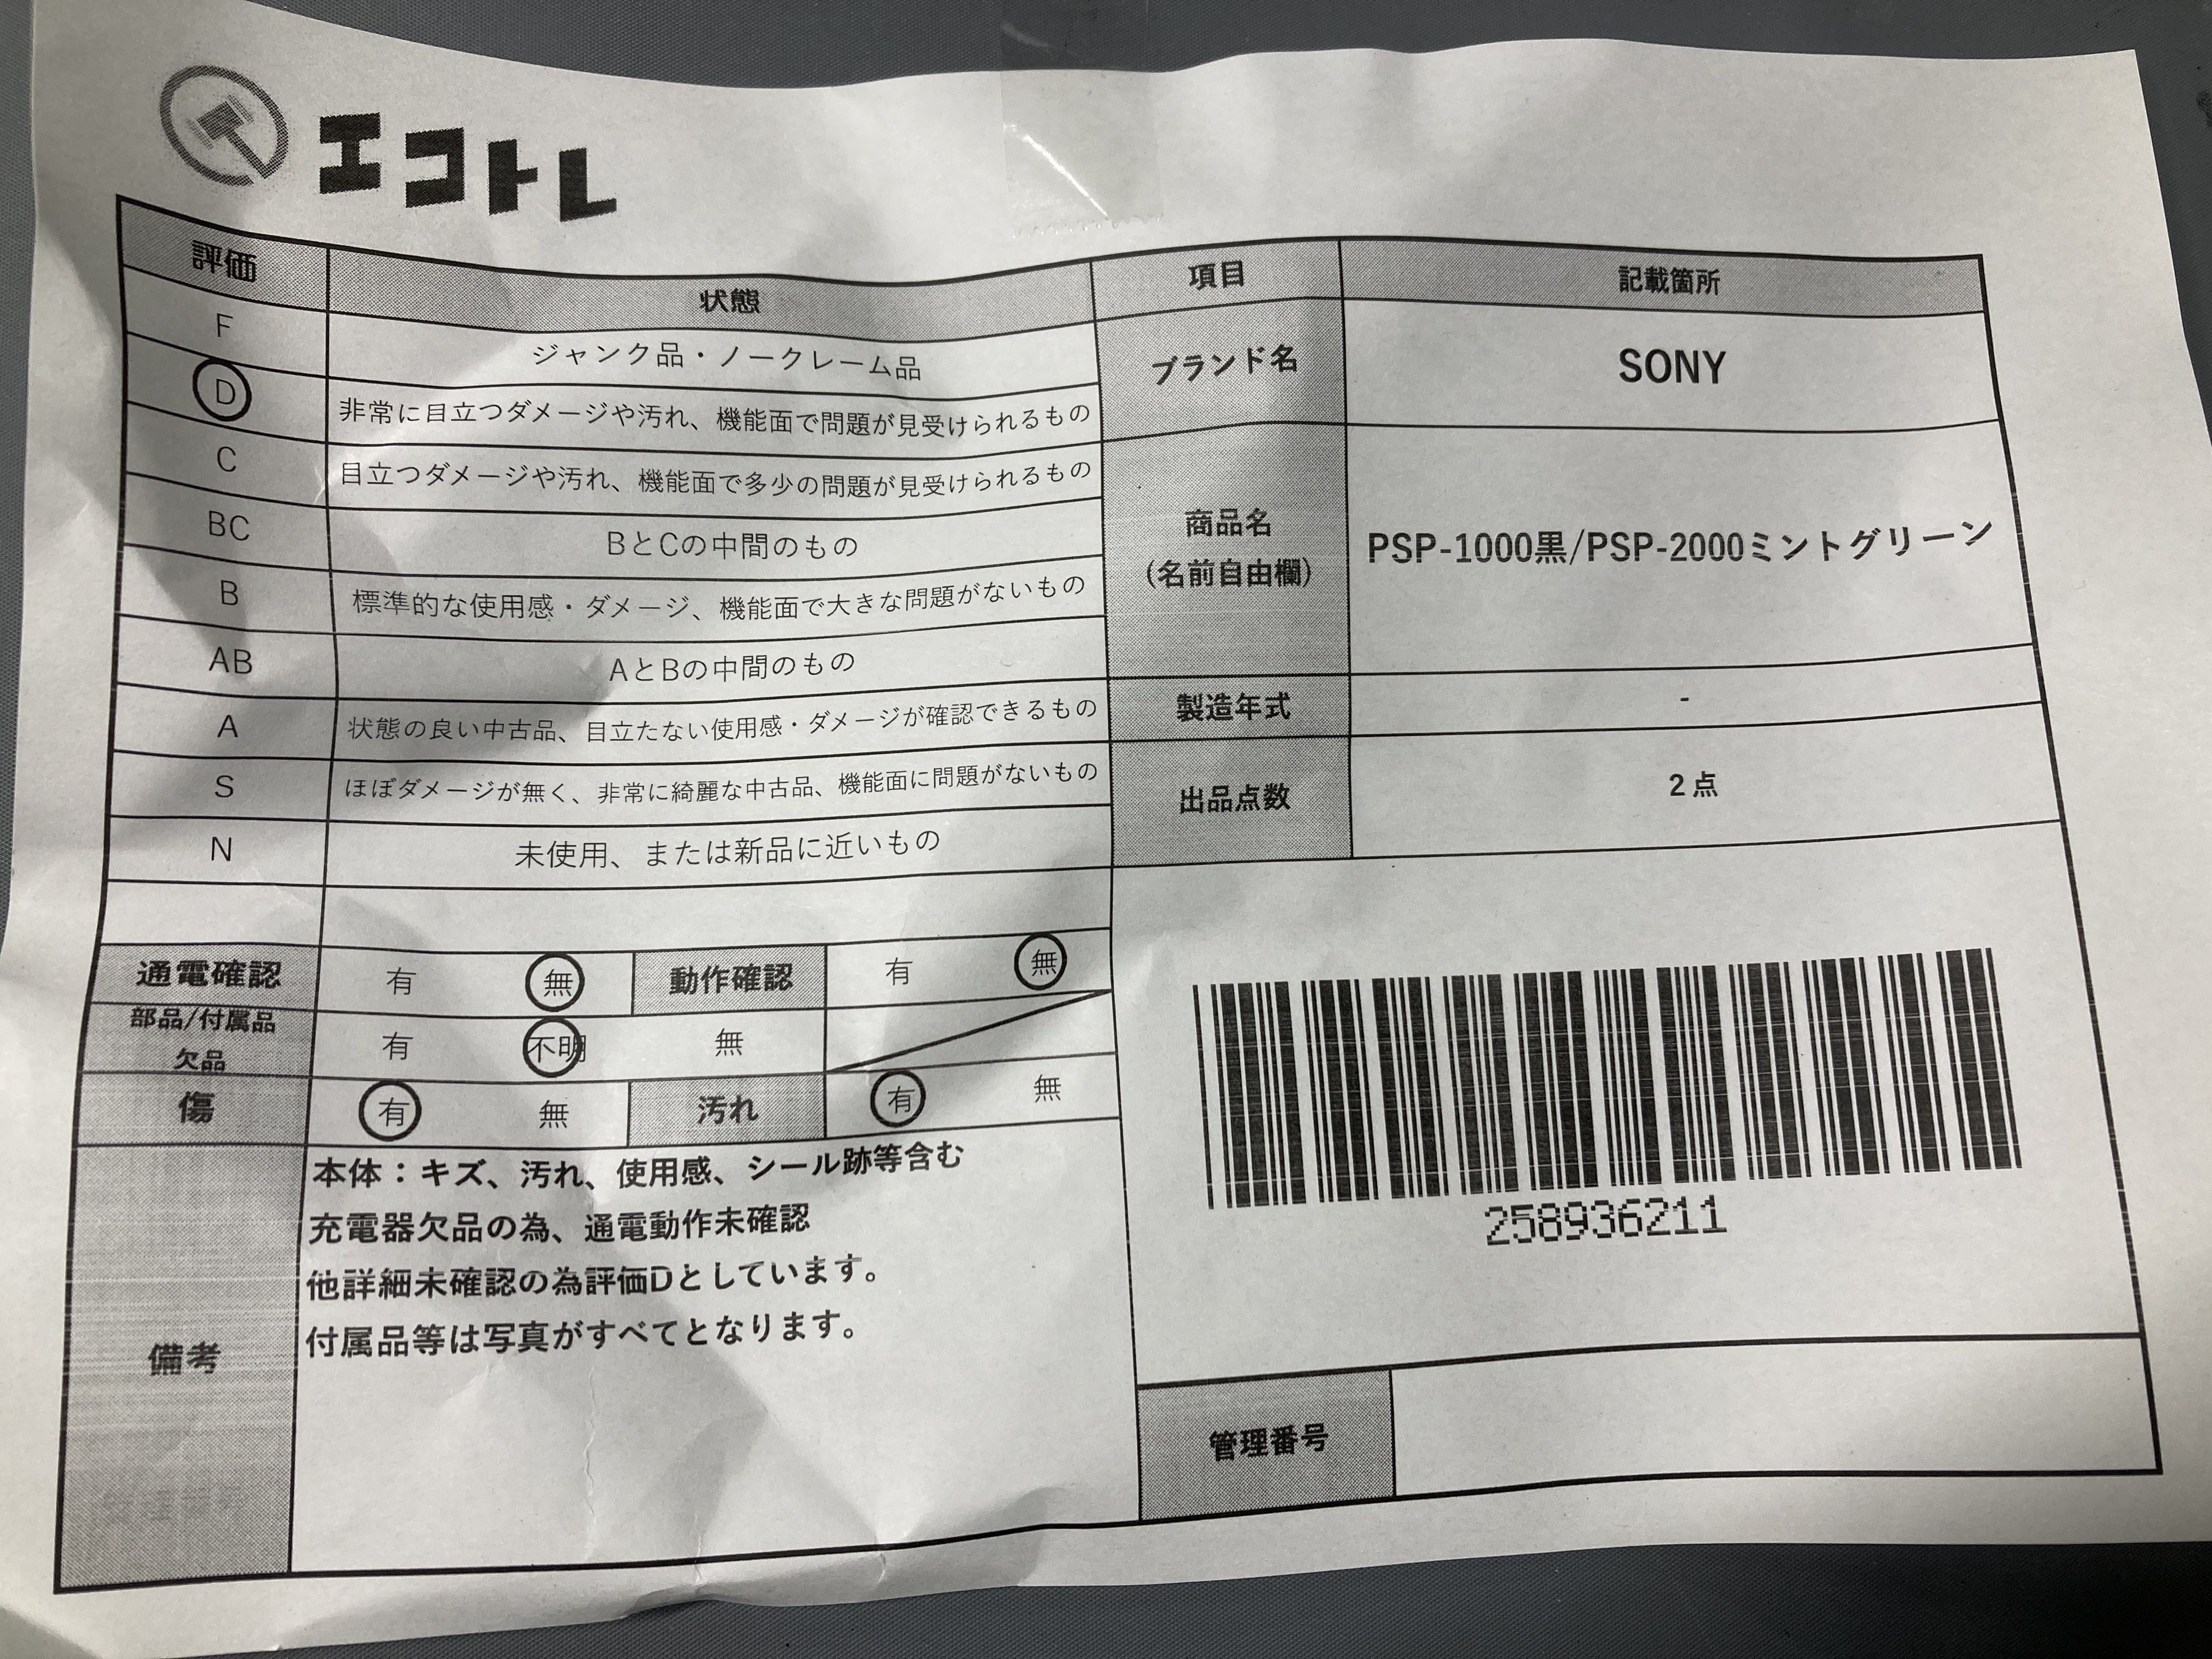 エコトレ
評価 状態
F ジャンク品・ノークレーム品
D 非常に目立つダメージや汚れ、機能面で問題が見受けられるもの
C 目立つダメージや汚れ、機能面で多少の問題が見受けられるもの
BC BとCの中間のもの
B 標準的な使用感・ダメージ、機能面で大きな問題がないもの
AB AとBの中間のもの
A 状態の良い中古品、目立たない使用感・ダメージが確認できるもの
S ほぼダメージが無く、非常に綺麗な中古品、機能面に問題がないもの
N 未使用、または新品に近いもの
通電確認 有 無 動作確認 有 無
部品/付属品
欠品 有 不明 無
傷 有 無 汚れ 有 無
備考
本体：キズ、汚れ、使用感、シール跡等含む
充電器欠品の為、通電動作未確認
他詳細未確認の為評価Dとしています。
付属品等は写真がすべてとなります。
項目 記載箇所
ブランド名 SONY
商品名
(名前自由欄) PSP-1000黒/PSP-2000ミントグリーン
製造年式 -
出品点数 2点
258936211
管理番号